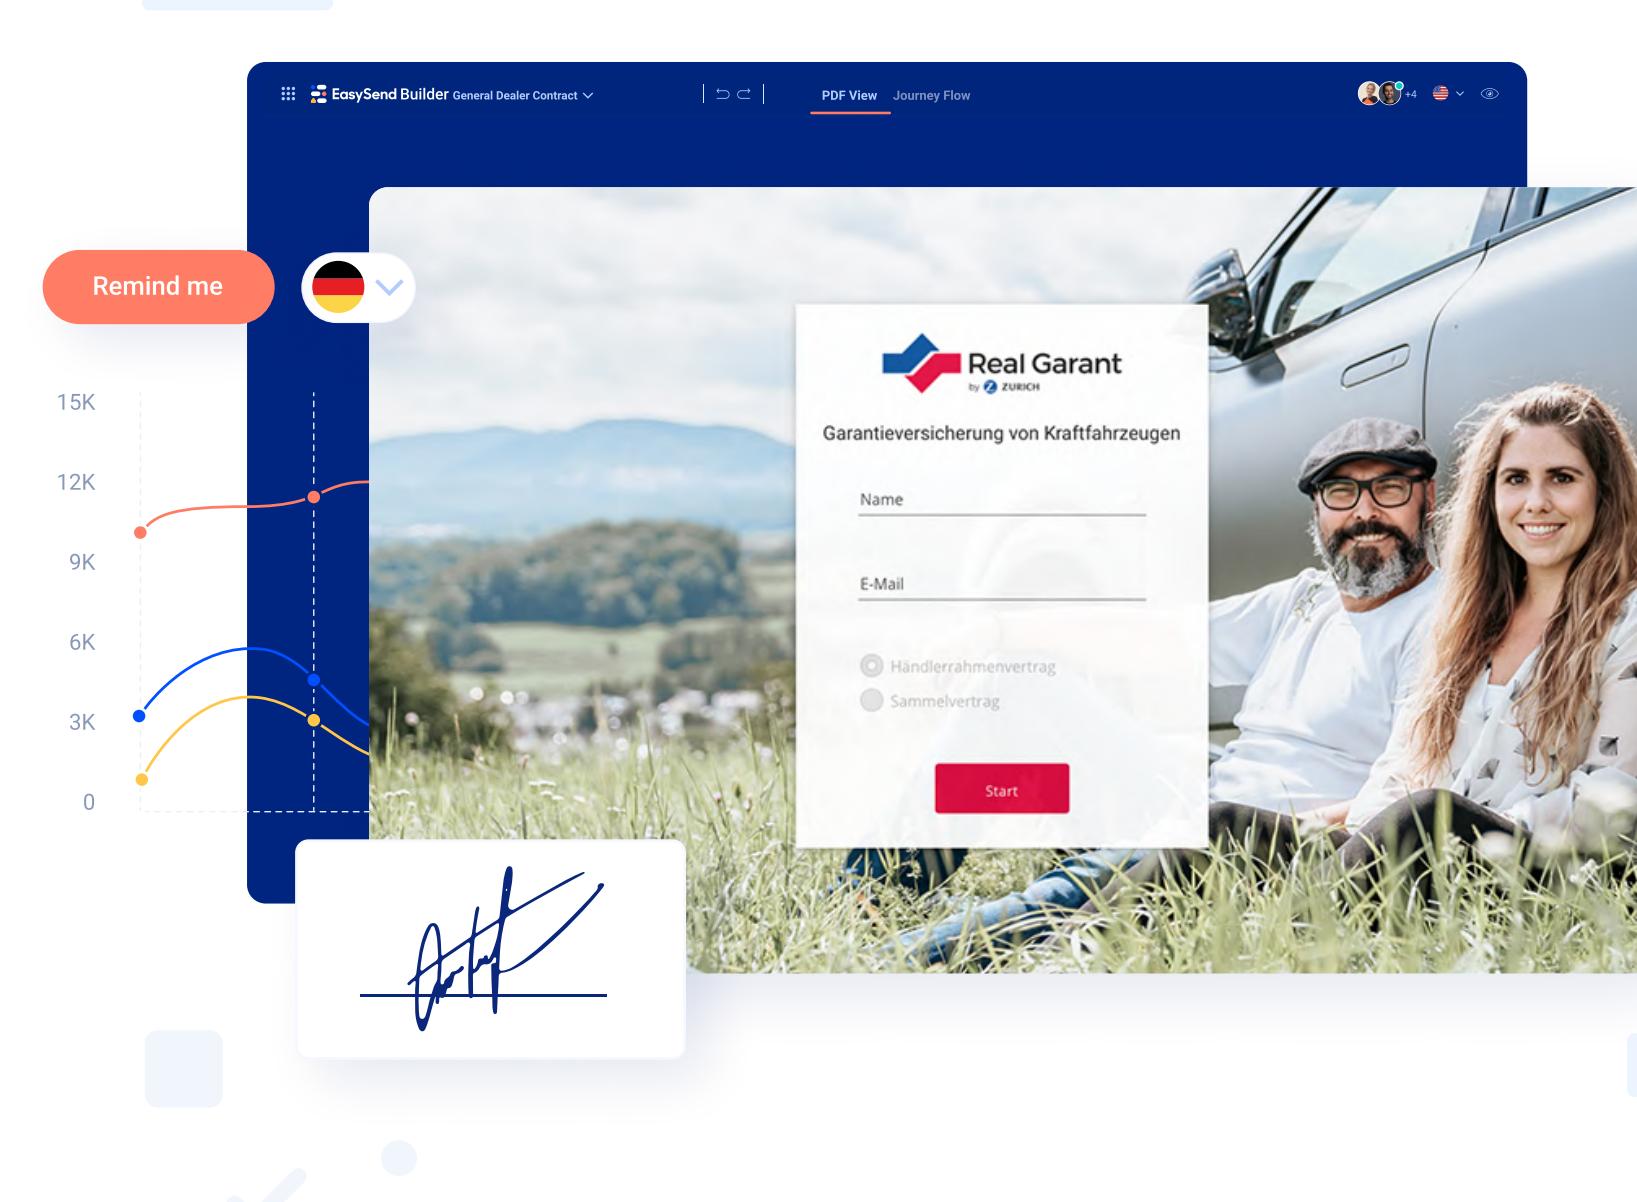 EasySend Builder General Dealer Contract
PDF View Journey Flow
+4
Remind me
15K
12K
9K
6K
3K
0
Real Garant
by ZURICH
Garantieversicherung von Kraftfahrzeugen
Name
E-Mail
Händlerrahmenvertrag
Sammelvertrag
Start